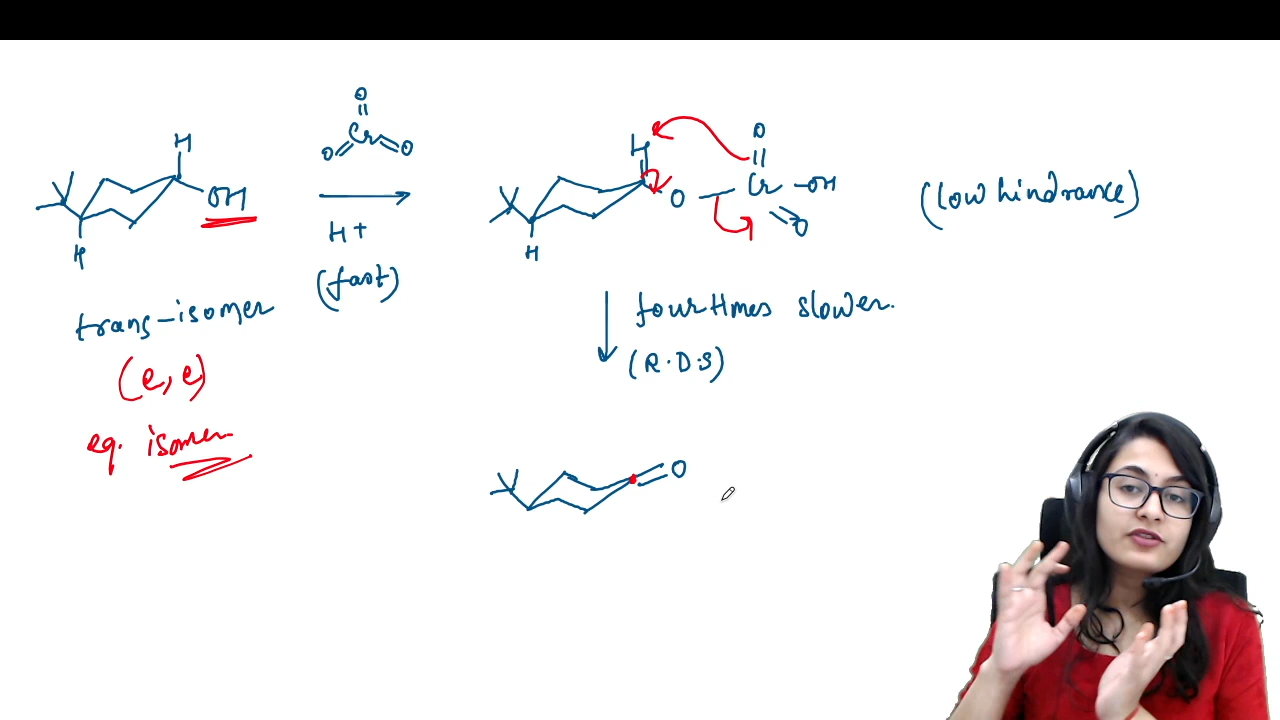 O
H
O
Cr
O
OH
H+
(fast)
H
trans-isomer
(e, e)
eq. isomer
H
O
O
Cr
-OH
O
H
(low hindrance)
four times slower.
(R.D.S)
O